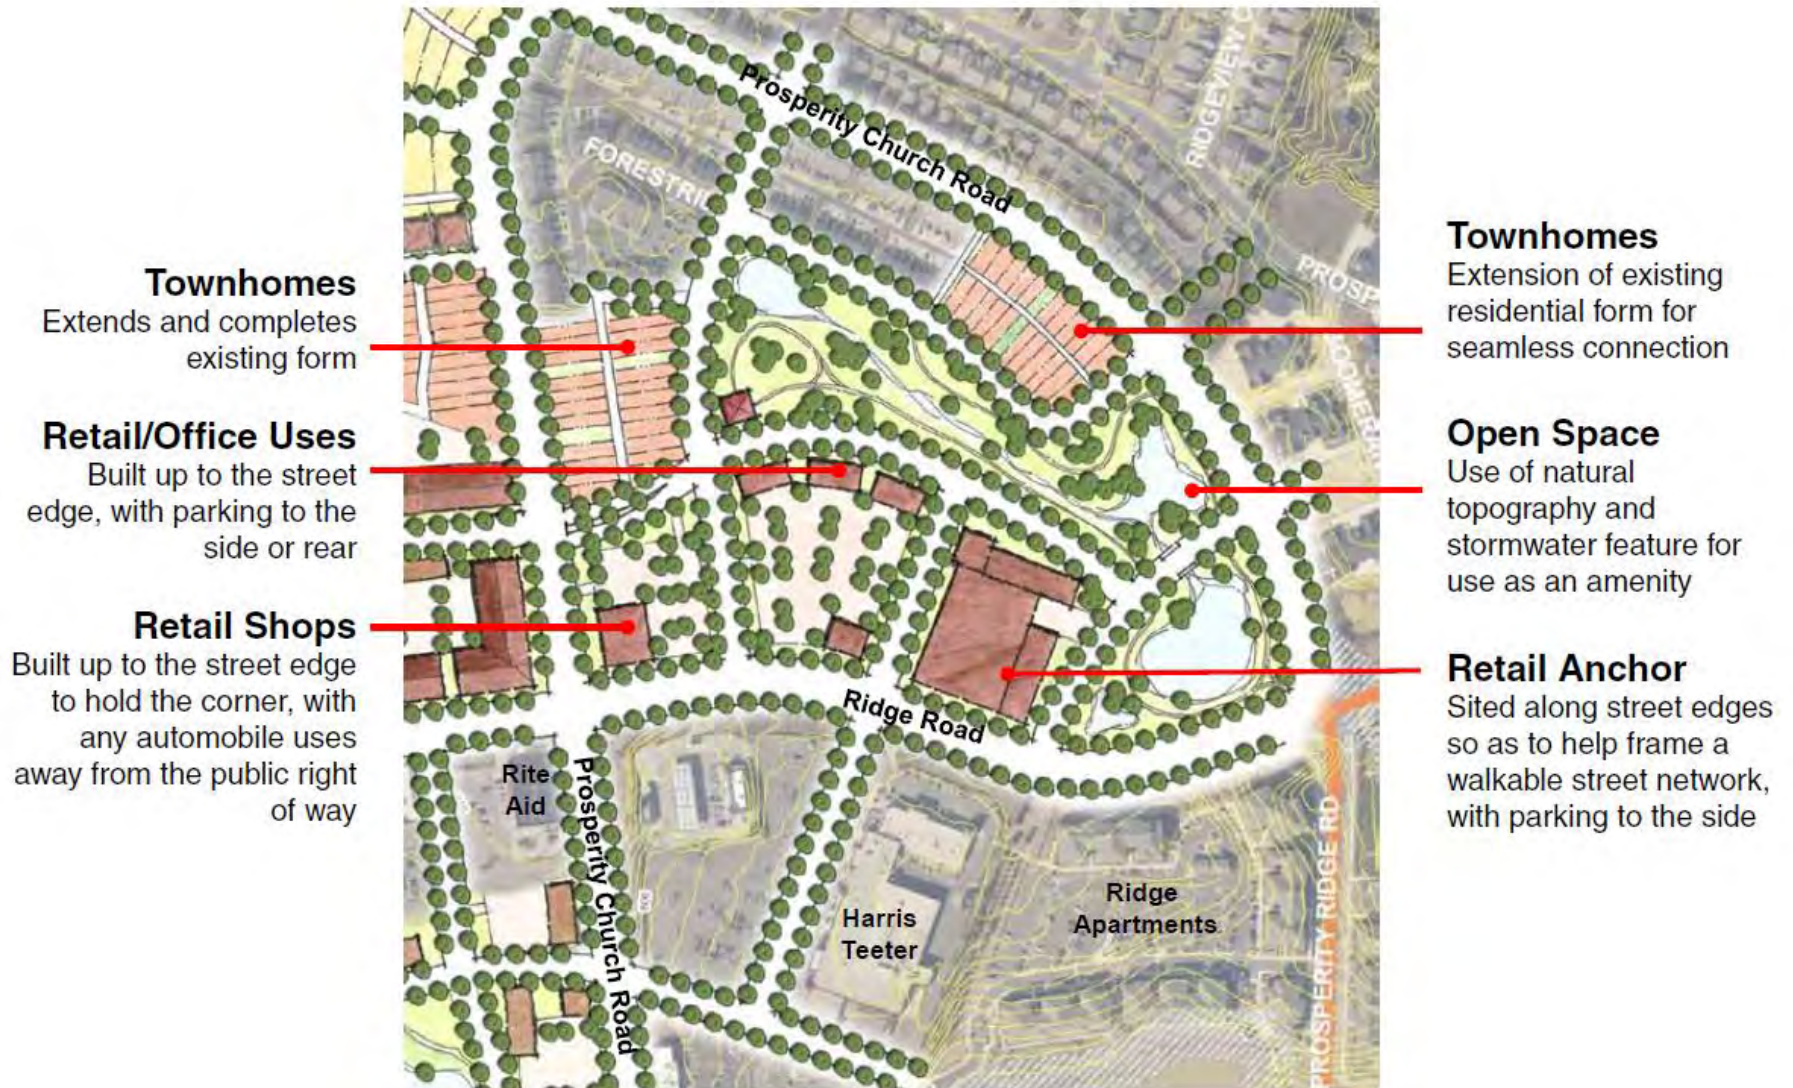 Townhomes
Extends and completes
existing form
Retail/Office Uses
Built up to the street
edge, with parking to the
side or rear
Retail Shops
Built up to the street edge
to hold the corner, with
any automobile uses
away from the public right
of way
Prosperity Church Road
RIDGEVIEW
Ridge Road
Rite
Aid
Prosperity Church Road
Harris
Teeter
Ridge
Apartments
PROSPERITY RIDGE RD
Townhomes
Extension of existing
residential form for
seamless connection
Open Space
Use of natural
topography and
stormwater feature for
use as an amenity
Retail Anchor
Sited along street edges
so as to help frame a
walkable street network,
with parking to the side